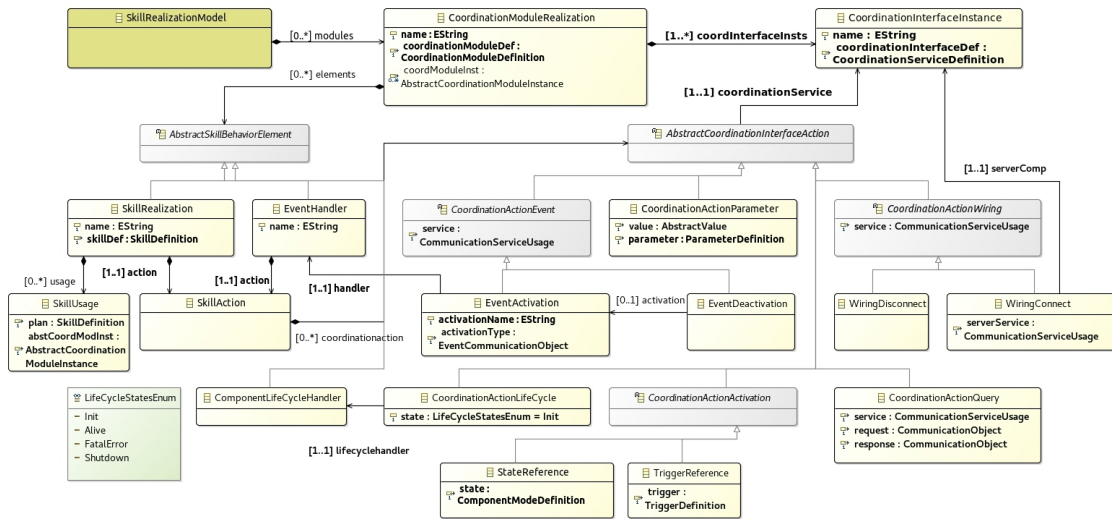 SkillRealizationModel
CoordinationModuleRealization
name : EString
coordinationModuleDef :
CoordinationModuleDefinition
coordModuleInst :
AbstractCoordinationModuleInstance
CoordinationInterfaceInstance
name : EString
coordinationInterfaceDef :
CoordinationServiceDefinition
[0..*] modules
[1..*] coordInterfaceInsts
[0..*] elements
[1..1] coordinationService
AbstractSkillBehaviorElement
AbstractCoordinationInterfaceAction
[1..1] serverComp
SkillRealization
name : EString
skillDef : SkillDefinition
EventHandler
name : EString
CoordinationActionEvent
service :
CommunicationServiceUsage
CoordinationActionParameter
value : AbstractValue
parameter : ParameterDefinition
CoordinationActionWiring
service : CommunicationServiceUsage
[0..*] usage
[1..1] action
[1..1] action
[1..1] handler
SkillUsage
plan : SkillDefinition
abstCoordModInst :
AbstractCoordination
ModuleInstance
SkillAction
[0..*] coordinationaction
EventActivation
activationName : EString
activationType :
EventCommunicationObject
[0..1] activation
EventDeactivation
WiringDisconnect
WiringConnect
serverService :
CommunicationServiceUsage
LifeCycleStatesEnum
Init
Alive
FatalError
Shutdown
ComponentLifeCycleHandler
CoordinationActionLifeCycle
state : LifeCycleStatesEnum = Init
[1..1] lifecyclehandler
CoordinationActionActivation
CoordinationActionQuery
service : CommunicationServiceUsage
request : CommunicationObject
response : CommunicationObject
StateReference
state :
ComponentModeDefinition
TriggerReference
trigger :
TriggerDefinition